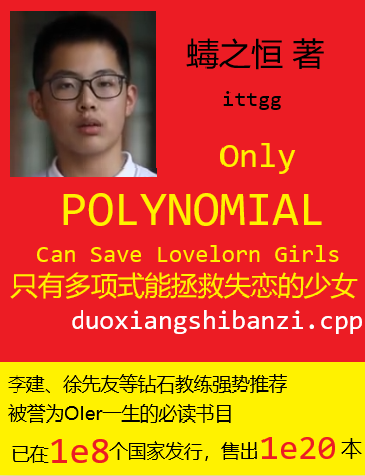 蟡之恒 著
ittgg
Only
POLYNOMIAL
Can Save Lovelorn Girls
只有多项式能拯救失恋的少女
duoxiangshibanzi.cpp
李建、徐先友等钻石教练强势推荐
被誉为OIer一生的必读书目
已在1e8个国家发行，售出1e20 本